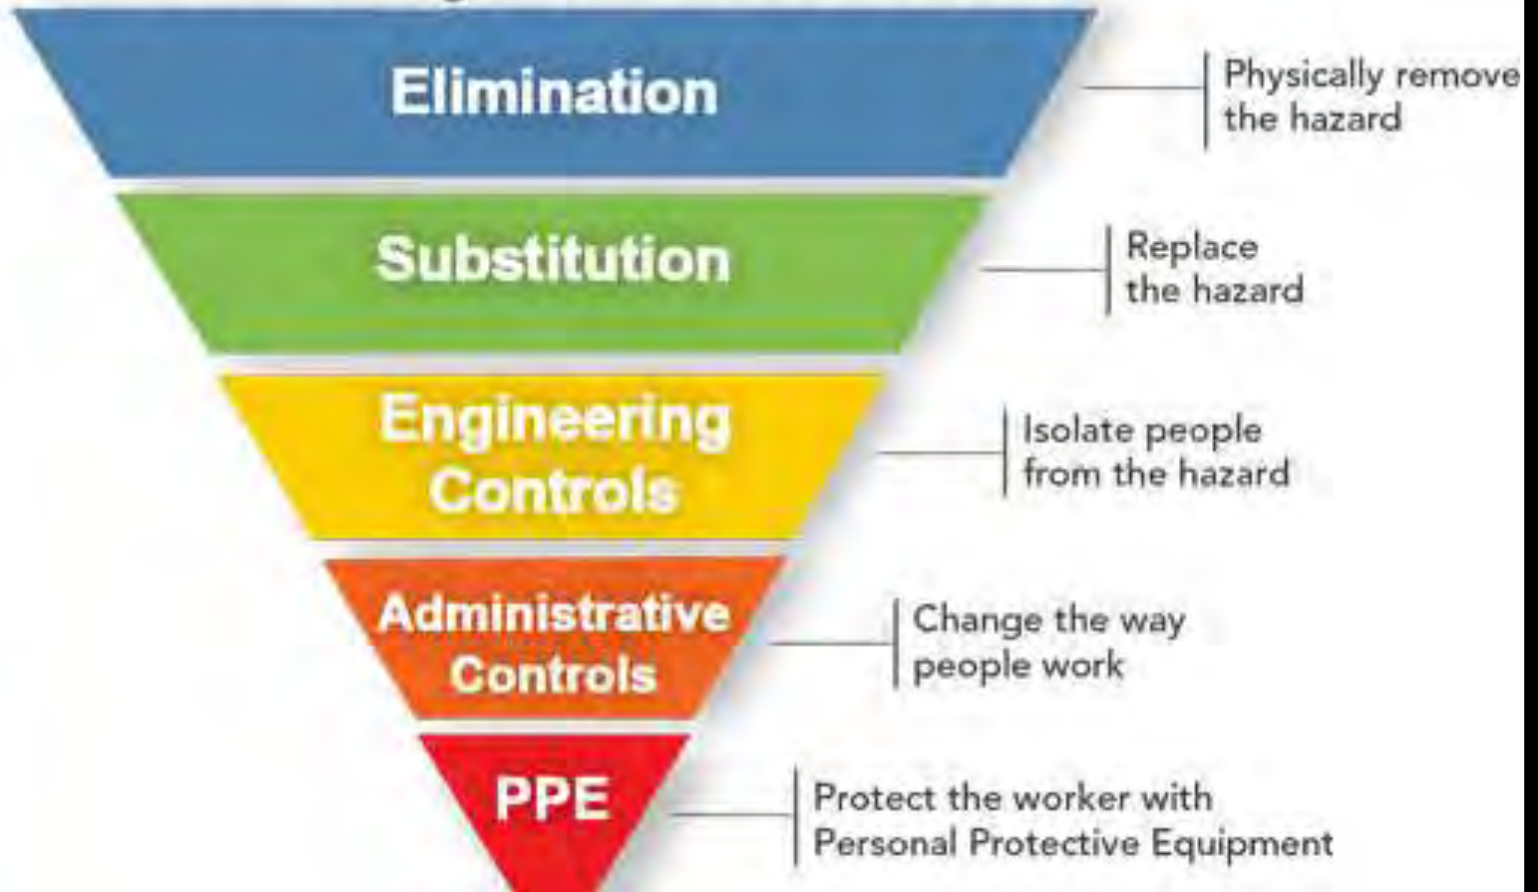 Elimination
Physically remove
the hazard
Substitution
Replace
the hazard
Engineering
Controls
Isolate people
from the hazard
Administrative
Controls
Change the way
people work
PPE
Protect the worker with
Personal Protective Equipment